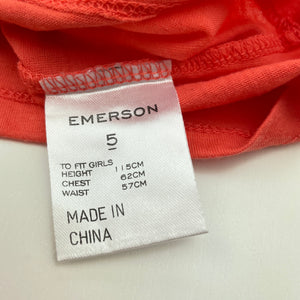 EMERSON
5
TO FIT GIRLS
HEIGHT 115CM
CHEST 62CM
WAIST 57CM
MADE IN
CHINA